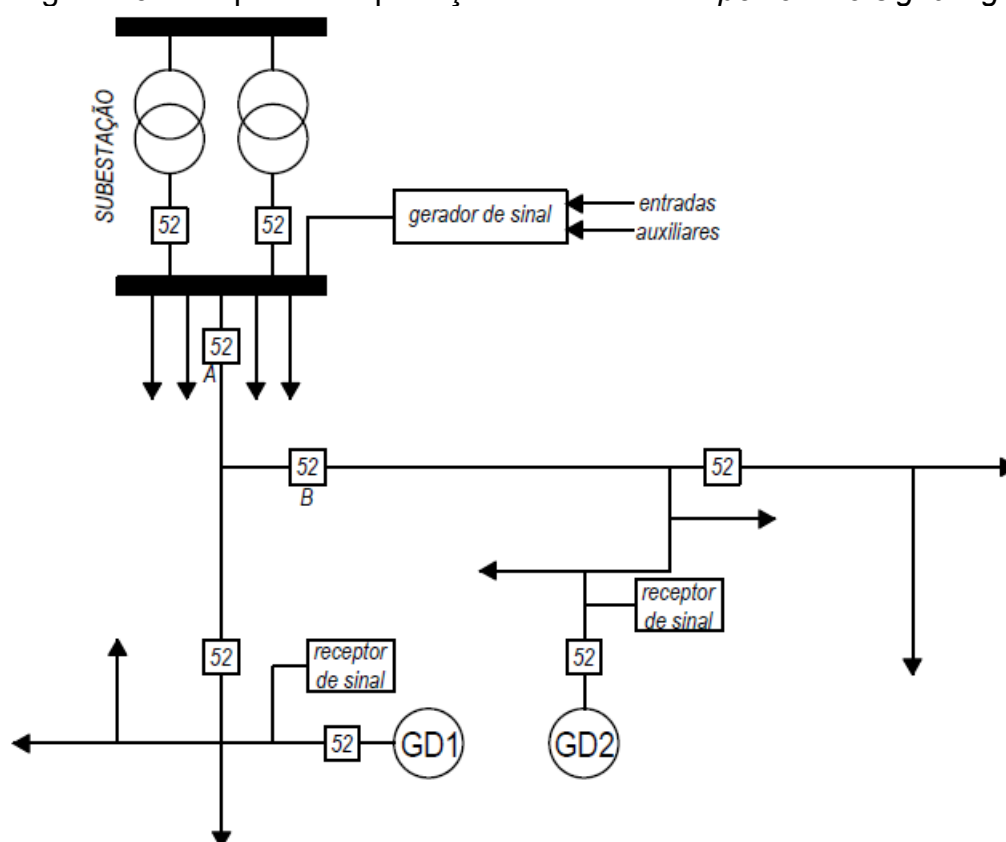 SUBESTAÇÃO
52
52
gerador de sinal
entradas
auxiliares
52
A
52
B
52
receptor
de sinal
52
receptor
de sinal
52
52
GD1
GD2